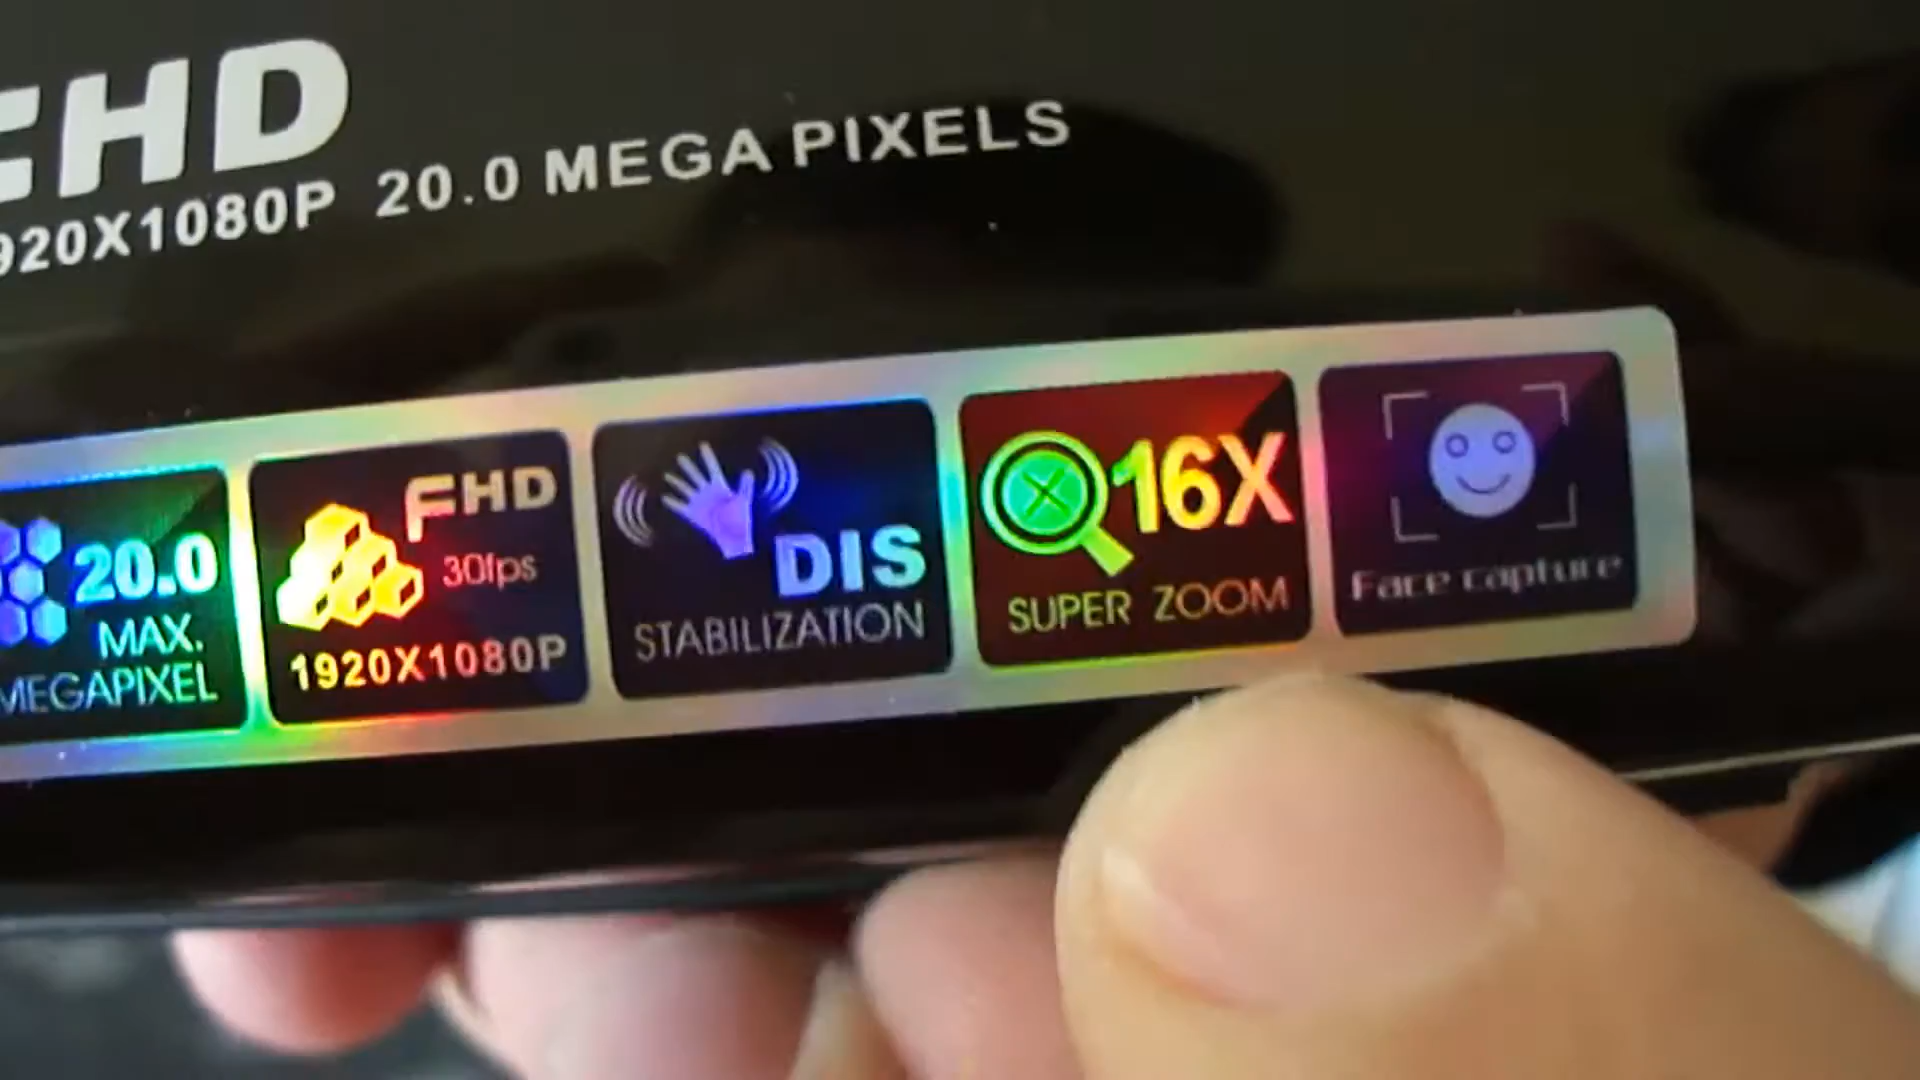 FHD
1920X1080P 20.0 MEGA PIXELS
20.0
MAX.
MEGAPIXEL
FHD
30fps
1920X1080P
DIS
STABILIZATION
16X
SUPER ZOOM
Face capture